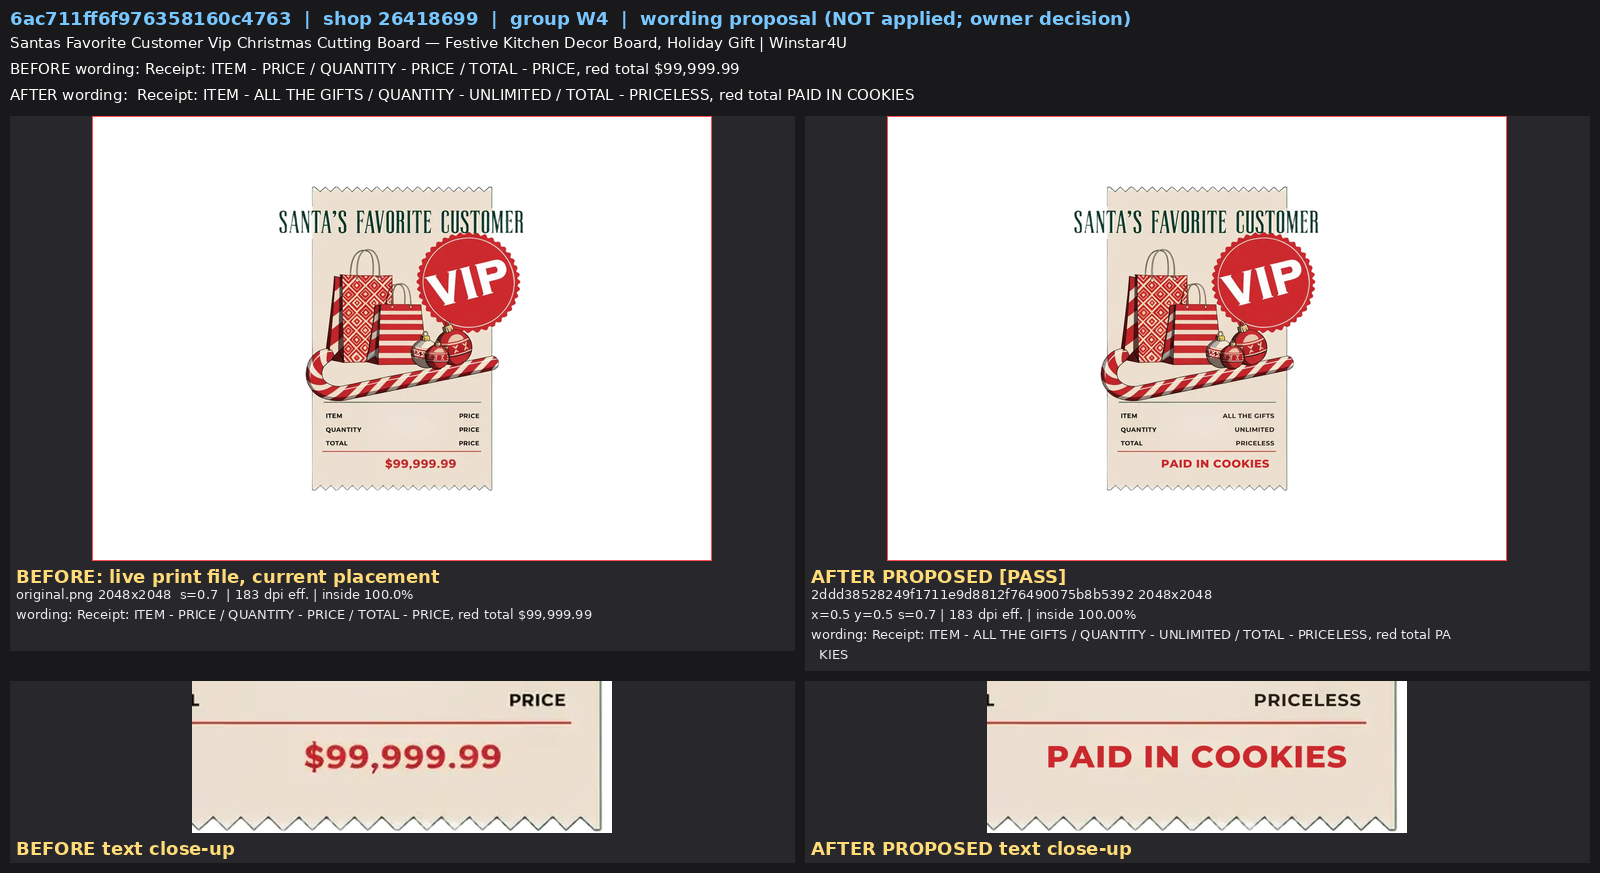 6ac711ff6f976358160c4763 | shop 26418699 | group W4 | wording proposal (NOT applied; owner decision)
Santas Favorite Customer Vip Christmas Cutting Board — Festive Kitchen Decor Board, Holiday Gift | Winstar4U
BEFORE wording: Receipt: ITEM - PRICE / QUANTITY - PRICE / TOTAL - PRICE, red total $99,999.99
AFTER wording: Receipt: ITEM - ALL THE GIFTS / QUANTITY - UNLIMITED / TOTAL - PRICELESS, red total PAID IN COOKIES
SANTA'S FAVORITE CUSTOMER
VIP
ITEM PRICE
QUANTITY PRICE
TOTAL PRICE
$99,999.99
BEFORE: live print file, current placement
original.png 2048x2048 s=0.7 | 183 dpi eff. | inside 100.0%
wording: Receipt: ITEM - PRICE / QUANTITY - PRICE / TOTAL - PRICE, red total $99,999.99
SANTA'S FAVORITE CUSTOMER
VIP
ITEM ALL THE GIFTS
QUANTITY UNLIMITED
TOTAL PRICELESS
PAID IN COOKIES
AFTER PROPOSED [PASS]
2ddd38528249f1711e9d8812f76490075b8b5392 2048x2048
x=0.5 y=0.5 s=0.7 | 183 dpi eff. | inside 100.00%
wording: Receipt: ITEM - ALL THE GIFTS / QUANTITY - UNLIMITED / TOTAL - PRICELESS, red total PA
KIES
L PRICE
$99,999.99
BEFORE text close-up
L PRICELESS
PAID IN COOKIES
AFTER PROPOSED text close-up